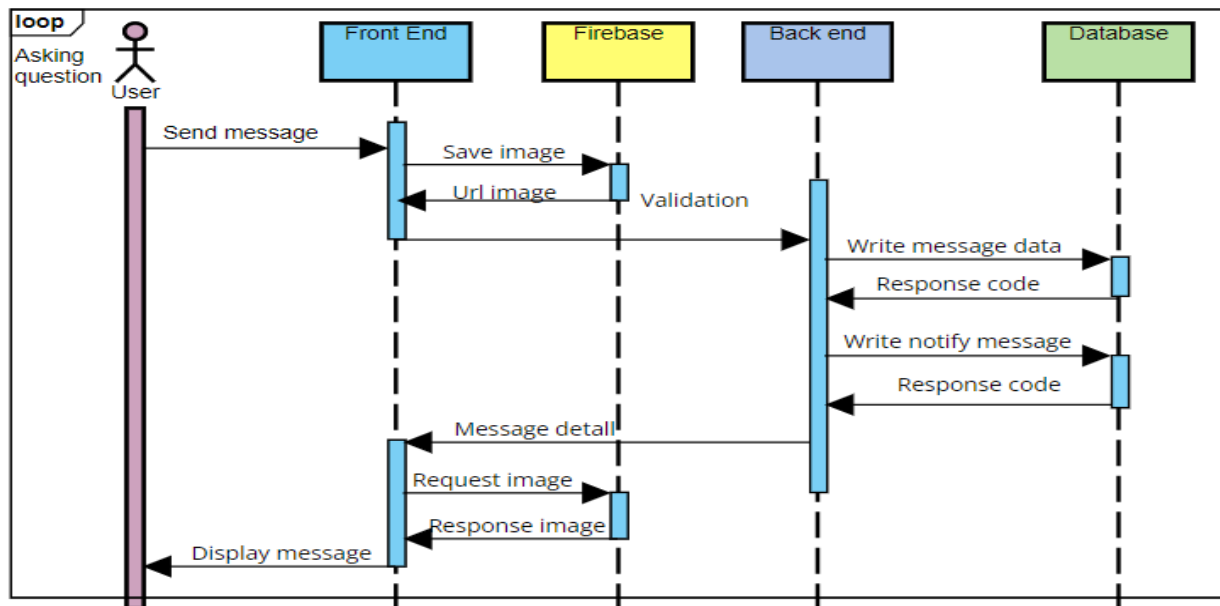 loop
Asking
question
User
Front End
Firebase
Back end
Database
Send message
Save image
Url image
Validation
Write message data
Response code
Write notify message
Response code
Message detall
Request image
Response image
Display message